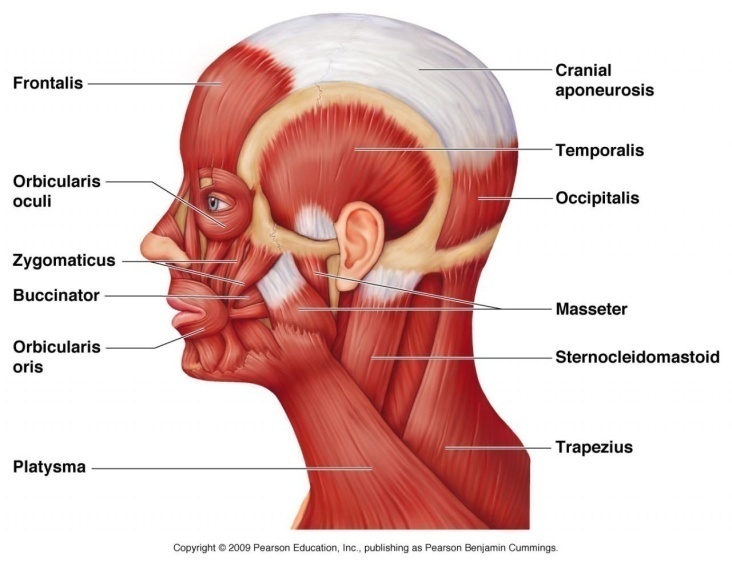 Frontalis
Orbicularis
oculi
Zygomaticus
Buccinator
Orbicularis
oris
Platysma
Cranial
aponeurosis
Temporalis
Occipitalis
Masseter
Sternocleidomastoid
Trapezius
Copyright © 2009 Pearson Education, Inc., publishing as Pearson Benjamin Cummings.